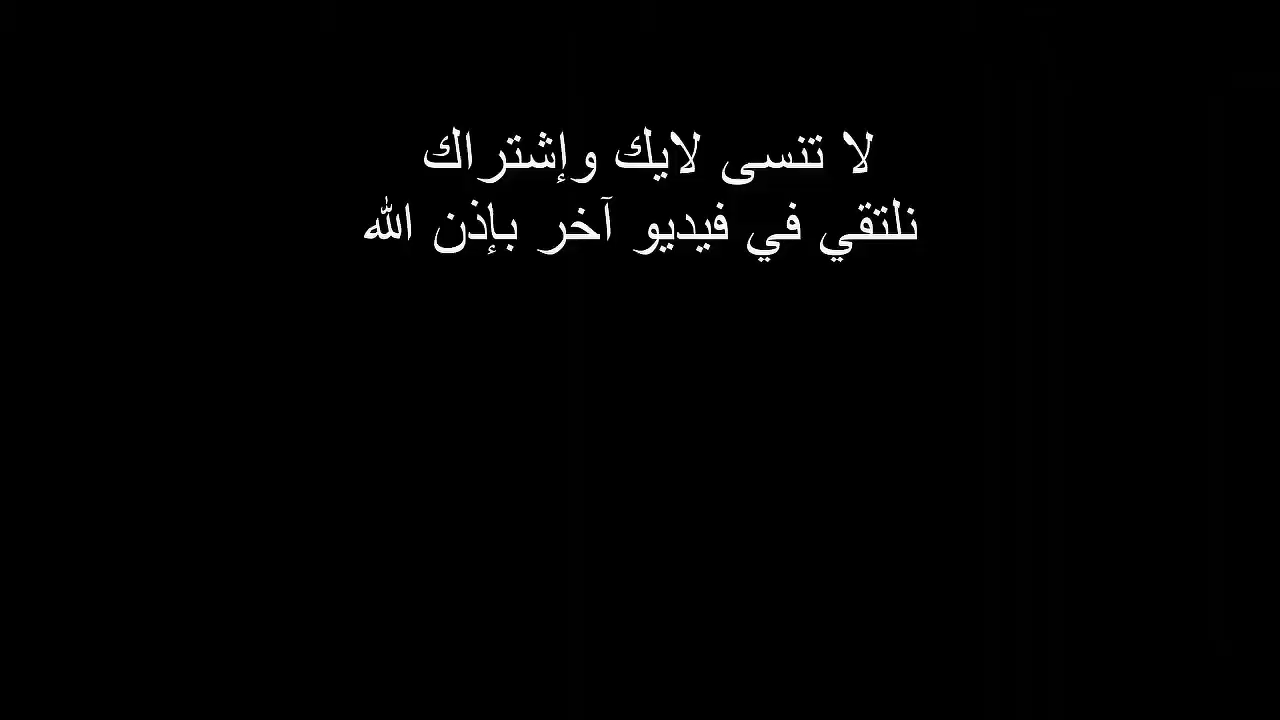 لا تنسى لايك وإشتراك
نلتقي في فيديو آخر بإذن الله